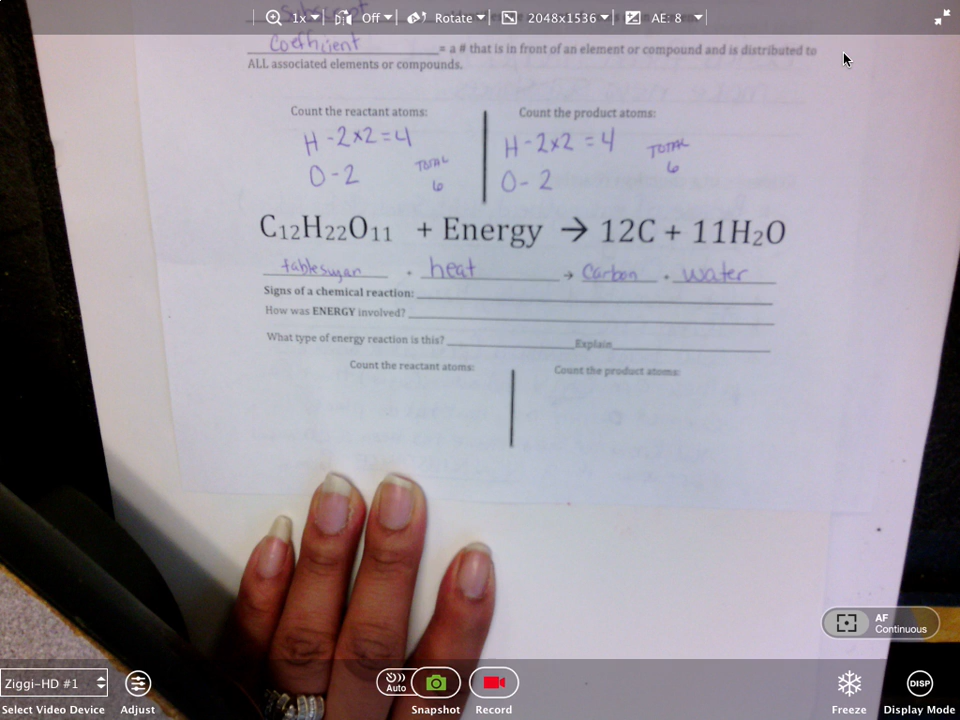 1x Off Rotate 2048x1536 AE: 8
Subscript
Coefficient = a # that is in front of an element or compound and is distributed to
ALL associated elements or compounds.
Count the reactant atoms: Count the product atoms:
H - 2x2 = 4 H - 2x2 = 4
O - 2 TOTAL 6 O - 2 TOTAL 6
C12H22O11 + Energy → 12C + 11H2O
tablesugar + heat → Carbon + water
Signs of a chemical reaction:
How was ENERGY involved?
What type of energy reaction is this? Explain
Count the reactant atoms: Count the product atoms:
AF
Continuous
Ziggi-HD #1 Auto DISP
Select Video Device Adjust Snapshot Record Freeze Display Mode